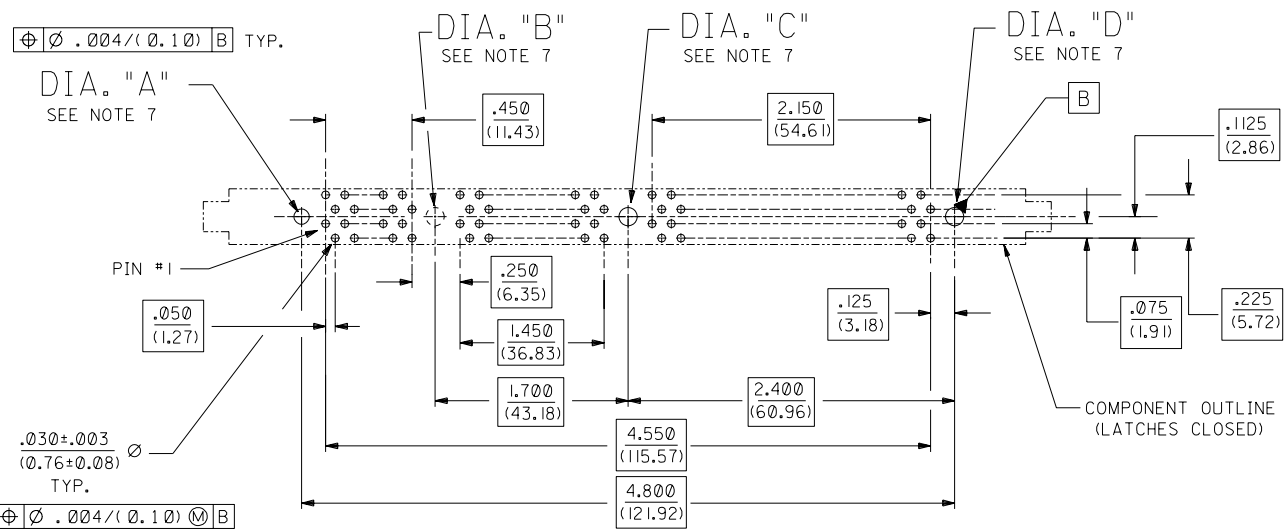 ⌖ Ø .004/(0.10) B TYP.
DIA. "A"
SEE NOTE 7
DIA. "B"
SEE NOTE 7
DIA. "C"
SEE NOTE 7
DIA. "D"
SEE NOTE 7
B
.450
(11.43)
2.150
(54.61)
.1125
(2.86)
PIN #1
.050
(1.27)
.250
(6.35)
1.450
(36.83)
.125
(3.18)
.075
(1.91)
.225
(5.72)
1.700
(43.18)
2.400
(60.96)
COMPONENT OUTLINE
(LATCHES CLOSED)
4.550
(115.57)
4.800
(121.92)
.030±.003
(0.76±0.08) Ø
TYP.
⌖ Ø .004/(0.10) Ⓜ B